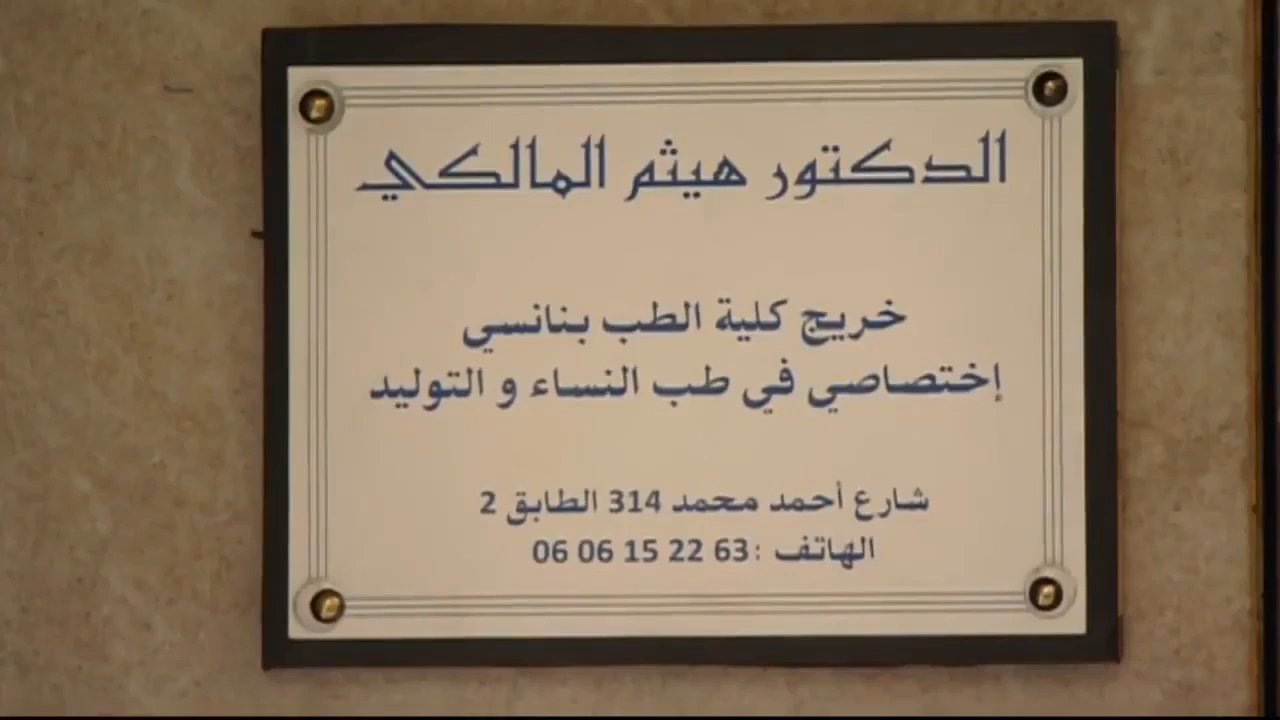 الدكتور هيثم المالكي
خريج كلية الطب بنانسي
إختصاصي في طب النساء و التوليد
شارع أحمد محمد 314 الطابق 2
الهاتف :06 06 15 22 63